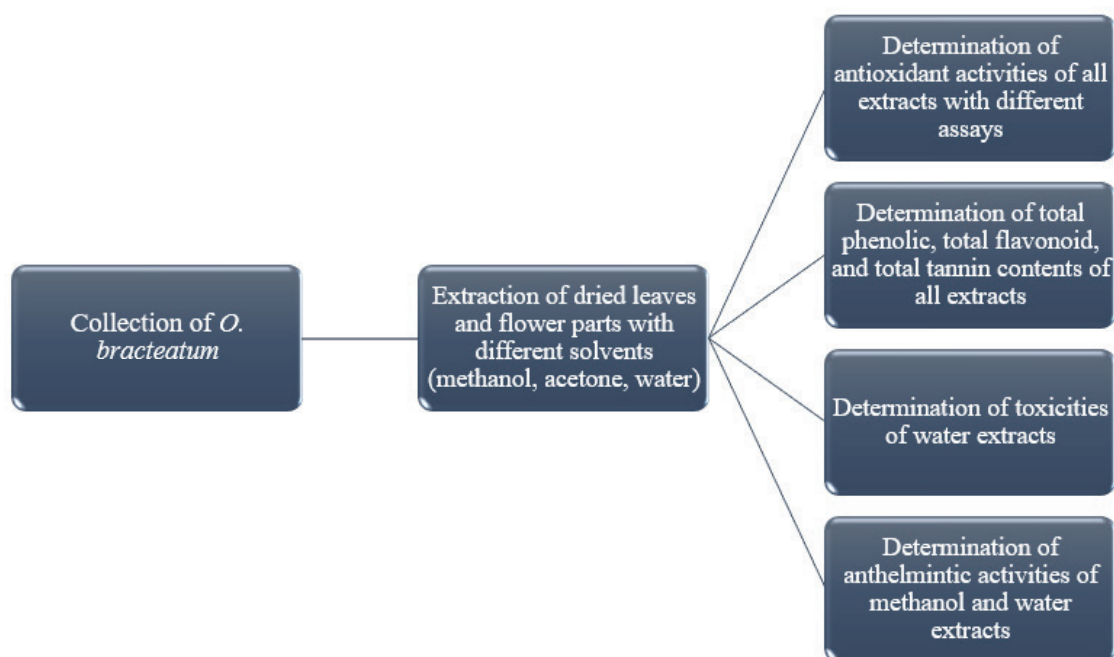 Collection of O.
bracteatum
Extraction of dried leaves
and flower parts with
different solvents
(methanol, acetone, water)
Determination of
antioxidant activities of all
extracts with different
assays
Determination of total
phenolic, total flavonoid,
and total tannin contents of
all extracts
Determination of toxicities
of water extracts
Determination of
anthelmintic activities of
methanol and water
extracts